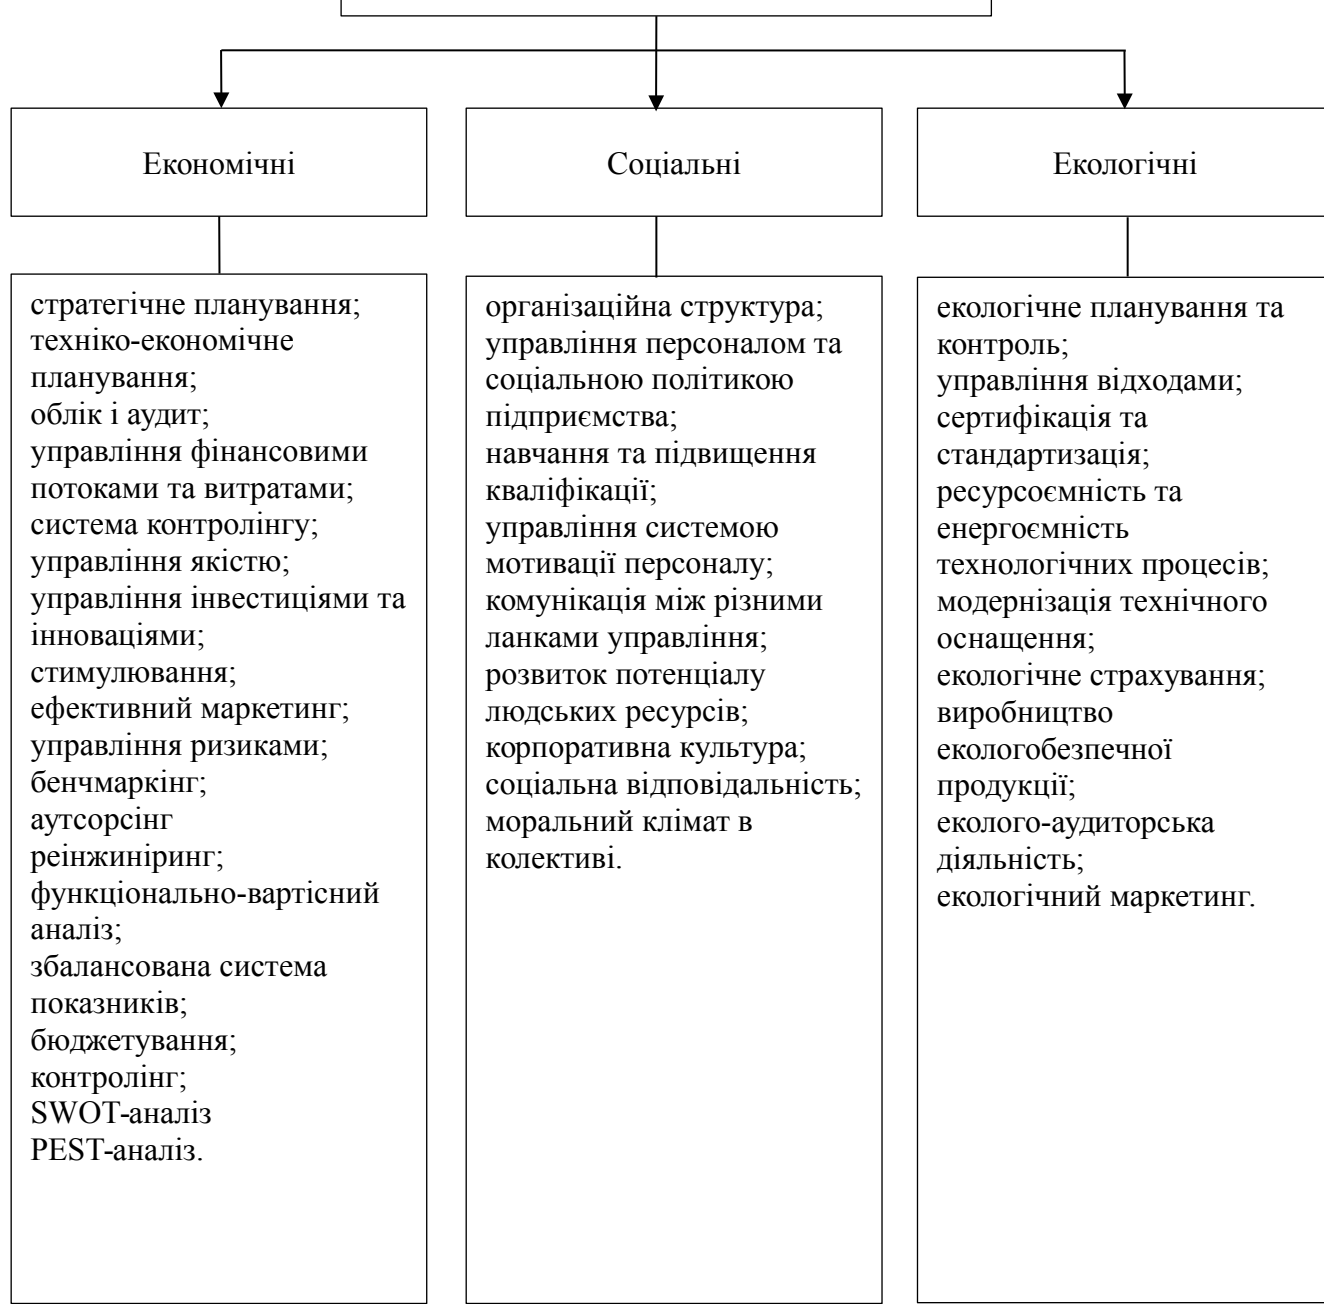 Економічні
Соціальні
Екологічні
стратегічне планування;
техніко-економічне
планування;
облік і аудит;
управління фінансовими
потоками та витратами;
система контролінгу;
управління якістю;
управління інвестиціями та
інноваціями;
стимулювання;
ефективний маркетинг;
управління ризиками;
бенчмаркінг;
аутсорсінг
реінжиніринг;
функціонально-вартісний
аналіз;
збалансована система
показників;
бюджетування;
контролінг;
SWOT-аналіз
PEST-аналіз.
організаційна структура;
управління персоналом та
соціальною політикою
підприємства;
навчання та підвищення
кваліфікації;
управління системою
мотивації персоналу;
комунікація між різними
ланками управління;
розвиток потенціалу
людських ресурсів;
корпоративна культура;
соціальна відповідальність;
моральний клімат в
колективі.
екологічне планування та
контроль;
управління відходами;
сертифікація та
стандартизація;
ресурсоємність та
енергоємність
технологічних процесів;
модернізація технічного
оснащення;
екологічне страхування;
виробництво
екологобезпечної
продукції;
еколого-аудиторська
діяльність;
екологічний маркетинг.